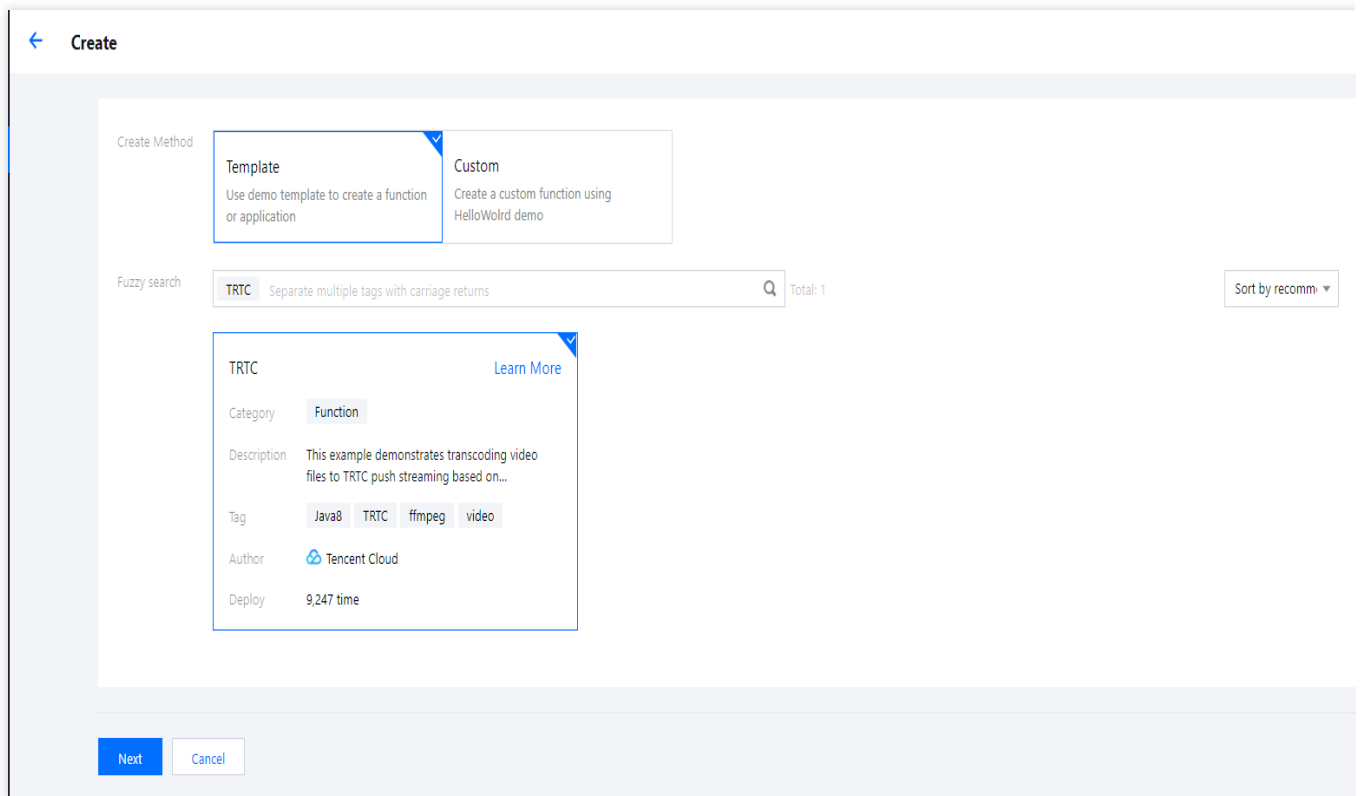 Create
Create Method
Template
Use demo template to create a function
or application
Custom
Create a custom function using
HelloWolrd demo
Fuzzy search
TRTC Separate multiple tags with carriage returns
Total: 1
Sort by recomm
TRTC
Learn More
Category Function
Description This example demonstrates transcoding video
files to TRTC push streaming based on...
Tag Java8 TRTC ffmpeg video
Author Tencent Cloud
Deploy 9,247 time
Next Cancel